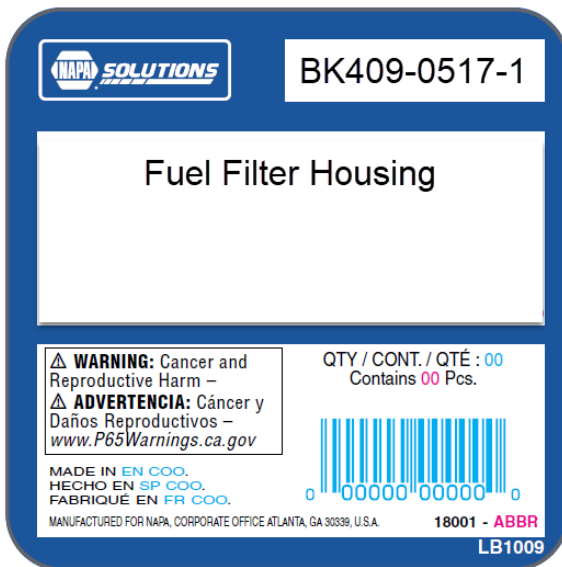 NAPA SOLUTIONS
BK409-0517-1
Fuel Filter Housing
⚠ WARNING: Cancer and
Reproductive Harm –
⚠ ADVERTENCIA: Cáncer y
Daños Reproductivos –
www.P65Warnings.ca.gov
QTY / CONT. / QTÉ : 00
Contains 00 Pcs.
MADE IN EN COO.
HECHO EN SP COO.
FABRIQUÉ EN FR COO.
0 00000 00000 0
MANUFACTURED FOR NAPA, CORPORATE OFFICE ATLANTA, GA 30339, U.S.A.
18001 - ABBR
LB1009